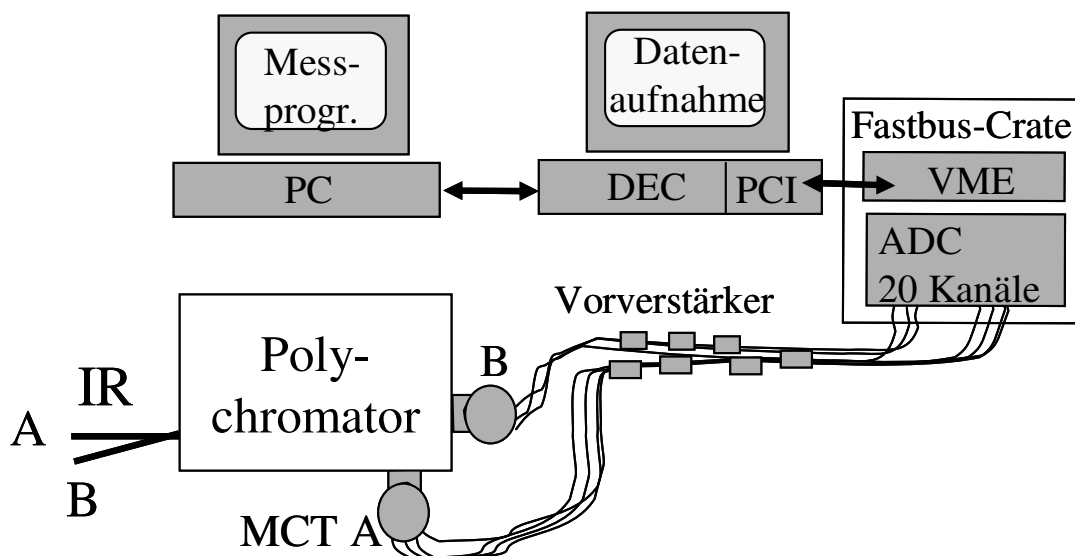 Mess-
progr.
Daten-
aufnahme
Fastbus-Crate
PC
DEC
PCI
VME
ADC
20 Kanäle
Vorverstärker
Poly-
chromator
B
IR
A
B
MCT A